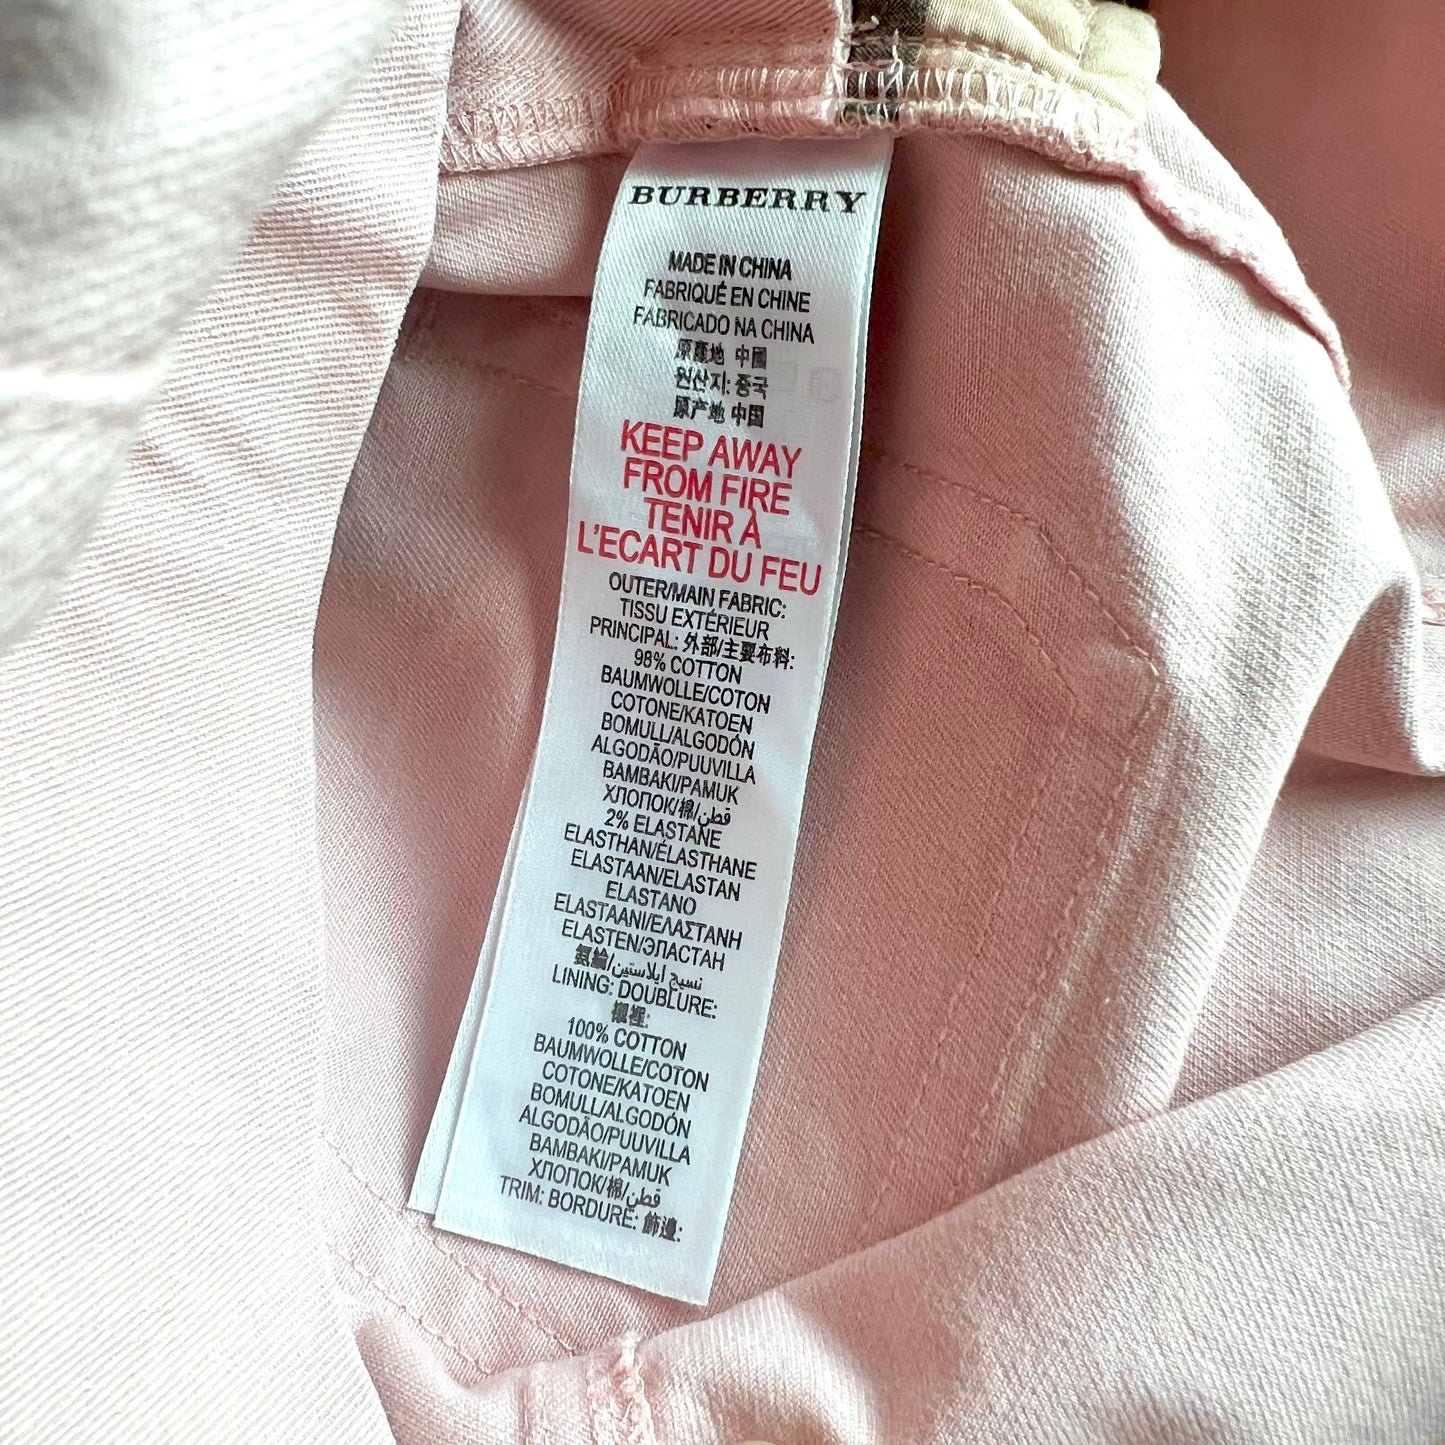 BURBERRY
MADE IN CHINA
FABRIQUÉ EN CHINE
FABRICADO NA CHINA
原產地 中國
원산지: 중국
原产地 中国
KEEP AWAY
FROM FIRE
TENIR À
L'ECART DU FEU
OUTER/MAIN FABRIC:
TISSU EXTÉRIEUR
PRINCIPAL: 外部/主要布料:
98% COTTON
BAUMWOLLE/COTON
COTONE/KATOEN
BOMULL/ALGODÓN
ALGODÃO/PUUVILLA
BAMBAKI/PAMUK
ХЛОПОК/棉/قطن
2% ELASTANE
ELASTHAN/ÉLASTHANE
ELASTAAN/ELASTAN
ELASTANO
ELASTAANI/ΕΛΑΣΤΑΝΗ
ELASTEN/ЭЛАСТАН
氨綸/نسيج ايلاستين
LINING: DOUBLURE:
襯裡:
100% COTTON
BAUMWOLLE/COTON
COTONE/KATOEN
BOMULL/ALGODÓN
ALGODÃO/PUUVILLA
BAMBAKI/PAMUK
ХЛОПОК/棉/قطن
TRIM: BORDURE: 飾邊: